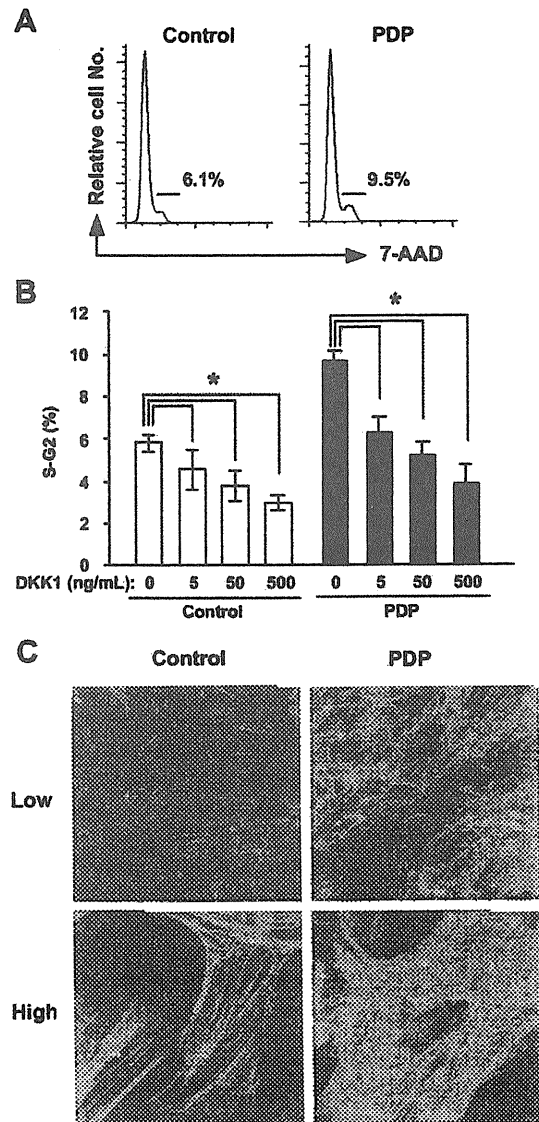 A
Control PDP
Relative cell No.
6.1% 9.5%
7-AAD
B
12
10
8
6
4
2
0
S-G2 (%)
* *
DKK1 (ng/mL): 0 5 50 500 0 5 50 500
Control PDP
C
Control PDP
Low
High